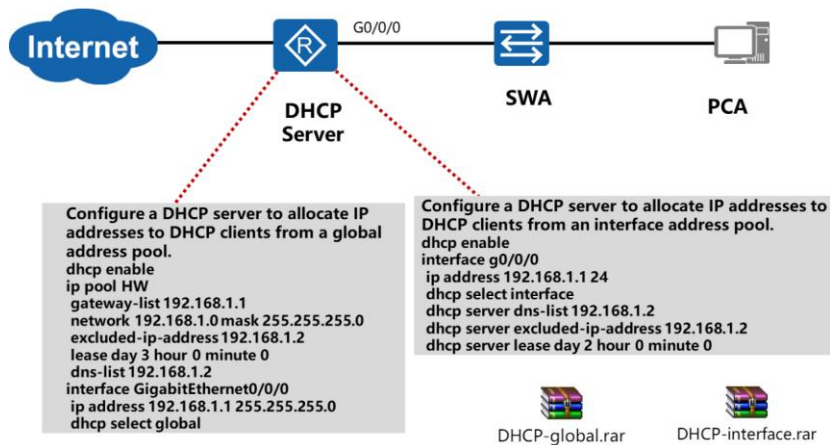 Internet
R
G0/0/0
DHCP
Server
SWA
PCA
Configure a DHCP server to allocate IP
addresses to DHCP clients from a global
address pool.
dhcp enable
ip pool HW
gateway-list 192.168.1.1
network 192.168.1.0 mask 255.255.255.0
excluded-ip-address 192.168.1.2
lease day 3 hour 0 minute 0
dns-list 192.168.1.2
interface GigabitEthernet0/0/0
ip address 192.168.1.1 255.255.255.0
dhcp select global
Configure a DHCP server to allocate IP addresses to
DHCP clients from an interface address pool.
dhcp enable
interface g0/0/0
ip address 192.168.1.1 24
dhcp select interface
dhcp server dns-list 192.168.1.2
dhcp server excluded-ip-address 192.168.1.2
dhcp server lease day 2 hour 0 minute 0
DHCP-global.rar
DHCP-interface.rar